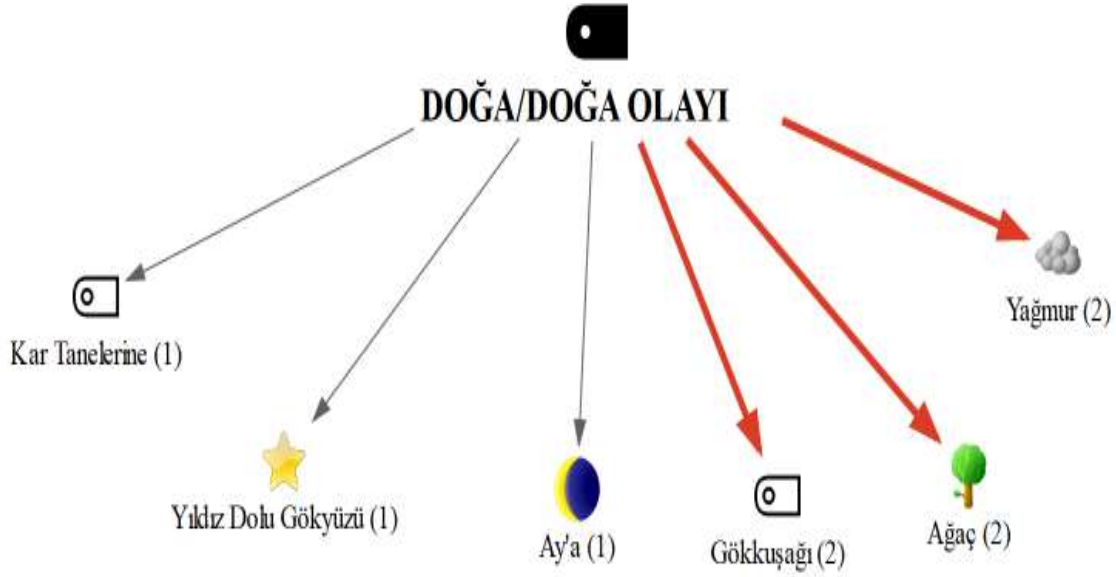 DOĞA/DOĞA OLAYI
Kar Tanelerine (1)
Yıldız Dolu Gökyüzü (1)
Ay'a (1)
Gökkuşağı (2)
Ağaç (2)
Yağmur (2)